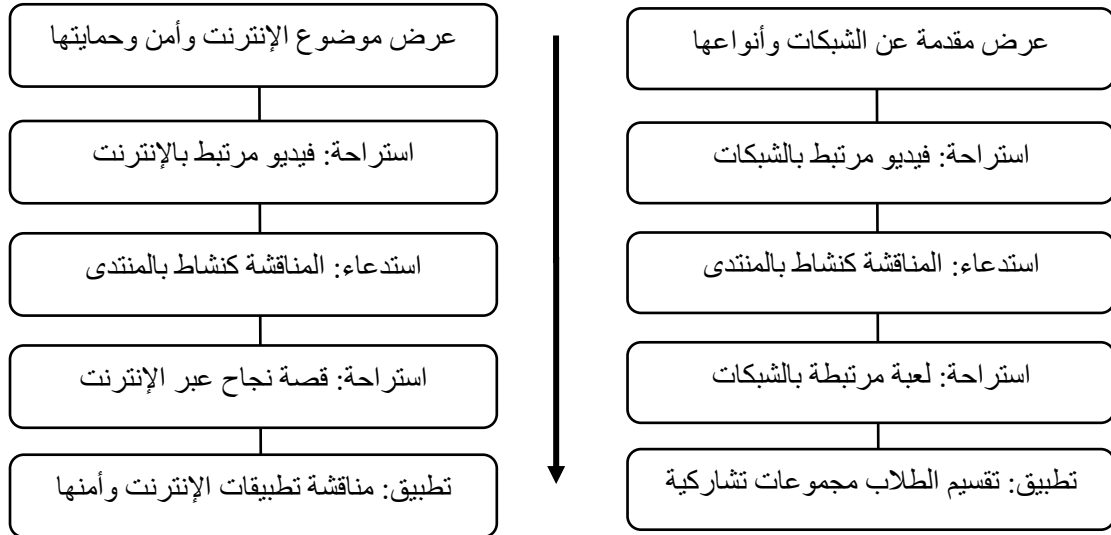 عرض مقدمة عن الشبكات وأنواعها
استراحة: فيديو مرتبط بالشبكات
استدعاء: المناقشة كنشاط بالمنتدى
استراحة: لعبة مرتبطة بالشبكات
تطبيق: تقسيم الطلاب مجموعات تشاركية
عرض موضوع الإنترنت وأمن وحمايتها
استراحة: فيديو مرتبط بالإنترنت
استدعاء: المناقشة كنشاط بالمنتدى
استراحة: قصة نجاح عبر الإنترنت
تطبيق: مناقشة تطبيقات الإنترنت وأمنها